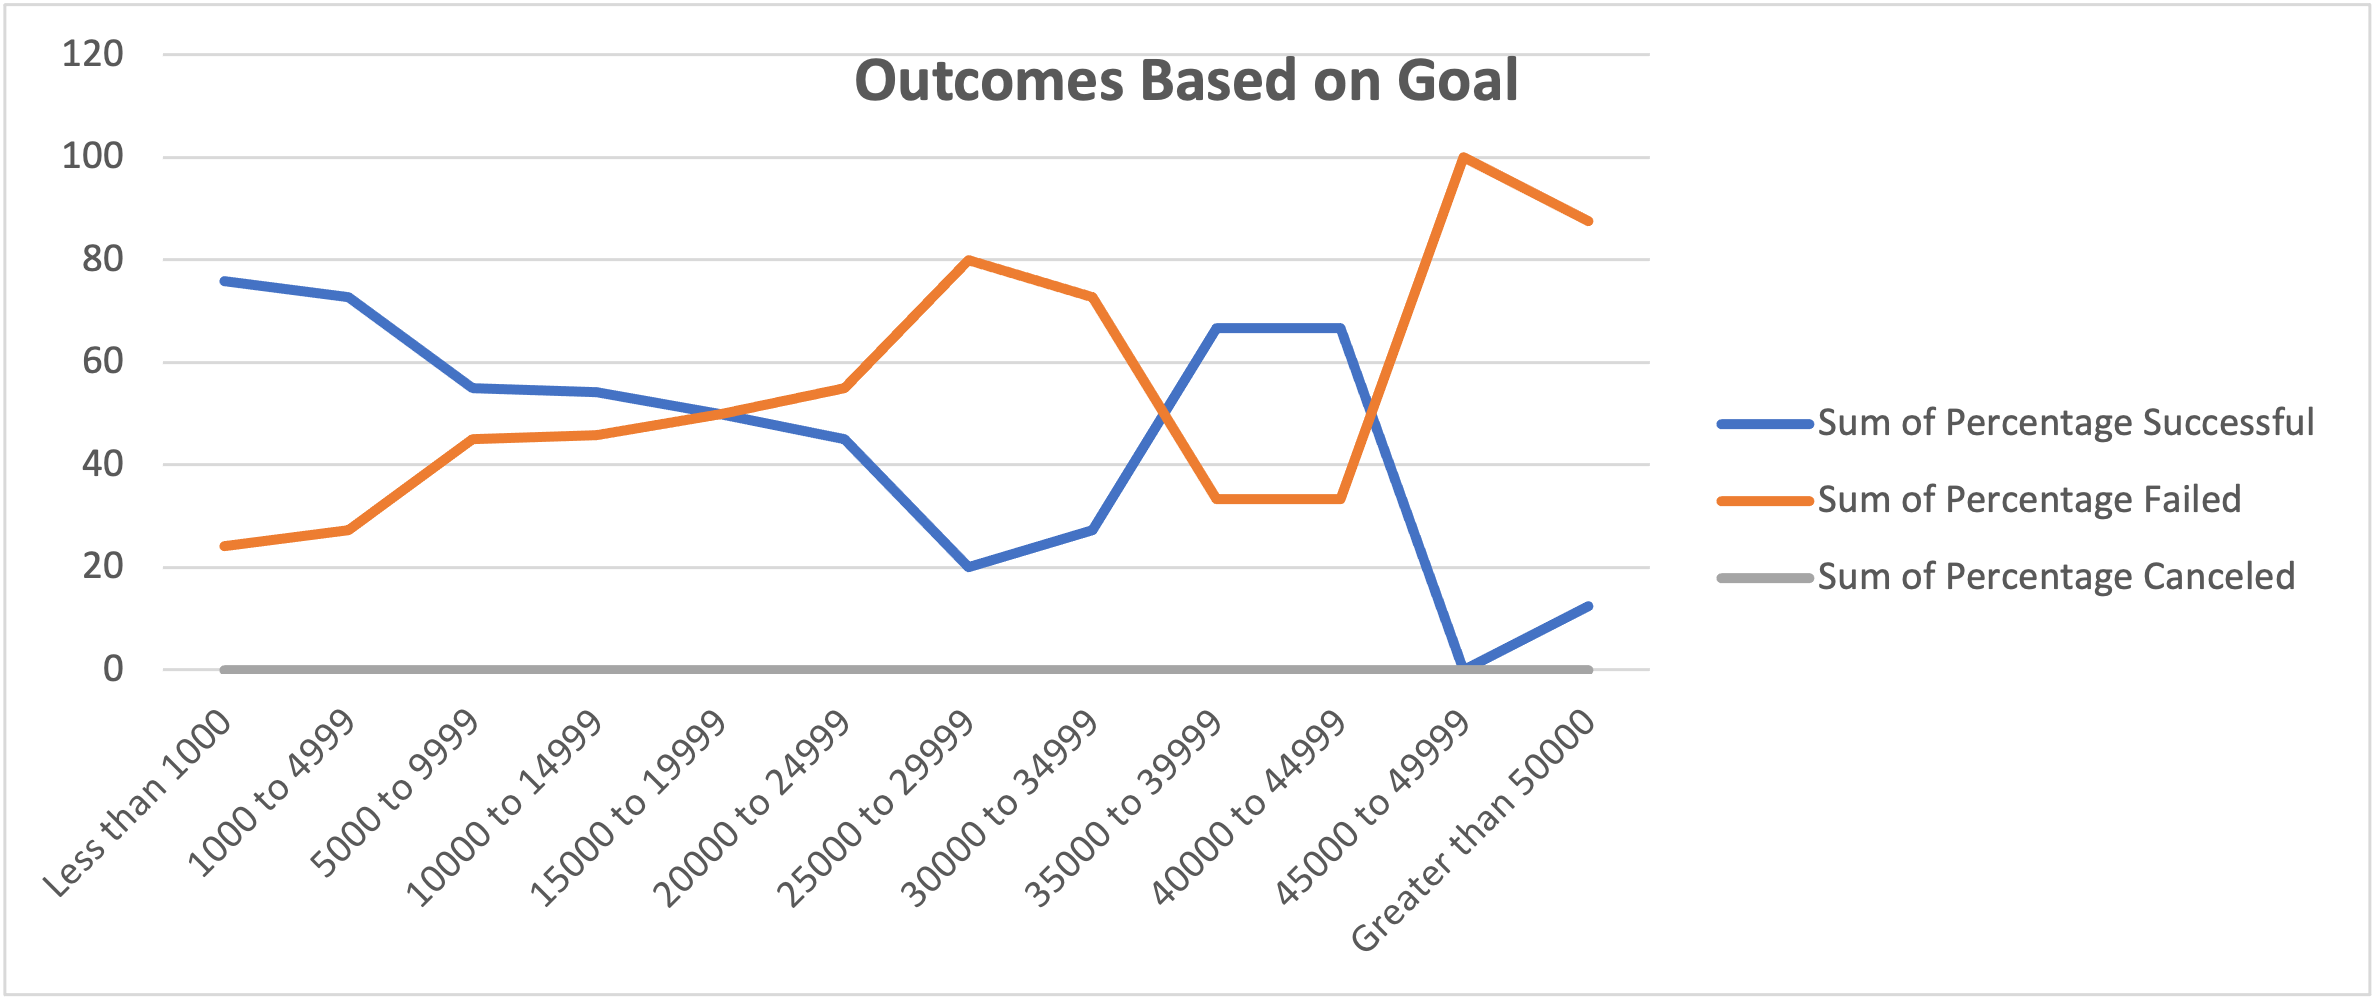 Outcomes Based on Goal
120
100
80
60
40
20
0
Less than 1000
1000 to 4999
5000 to 9999
10000 to 14999
15000 to 19999
20000 to 24999
25000 to 29999
30000 to 34999
35000 to 39999
40000 to 44999
45000 to 49999
Greater than 50000
Sum of Percentage Successful
Sum of Percentage Failed
Sum of Percentage Canceled